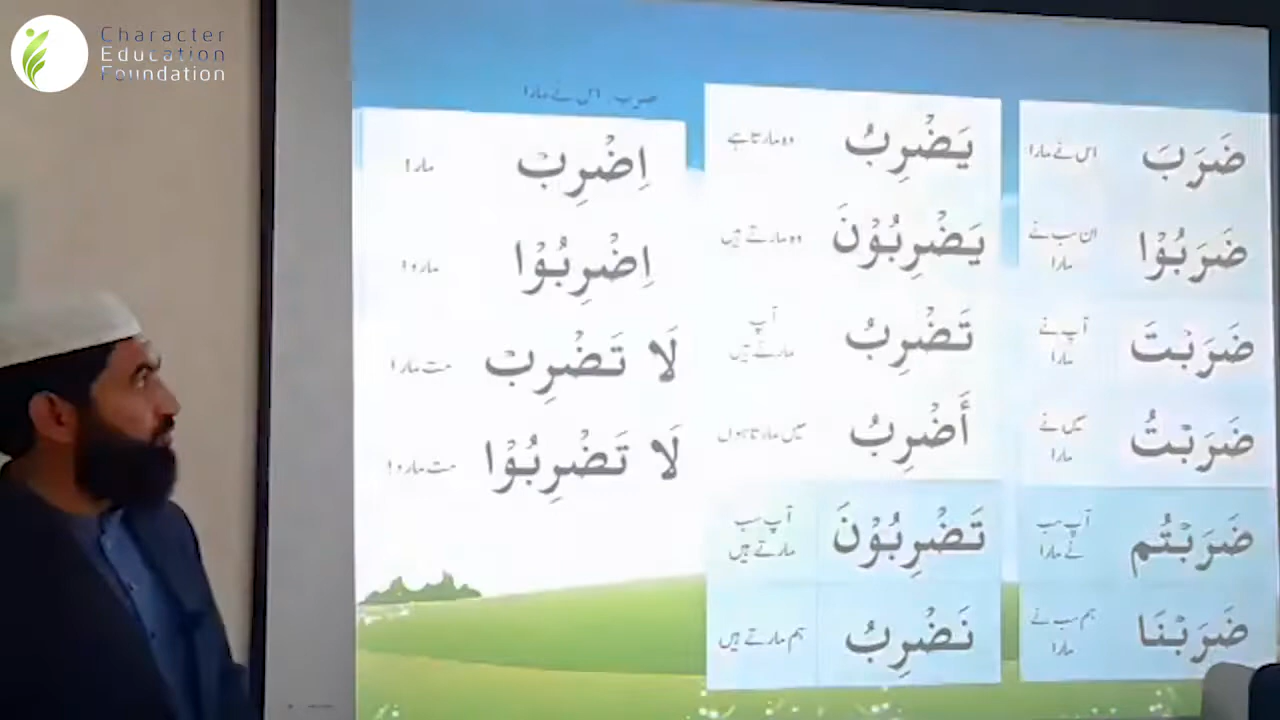 Character
Education
Foundation
ضرب . اس نے مارا
ضَرَبَ
اس نے مارا
ضَرَبُوْا
ان سب نے
مارا
ضَرَبْتَ
آپ نے
مارا
ضَرَبْتُ
میں نے
مارا
ضَرَبْتُم
آپ سب
نے مارا
ضَرَبْنَا
ہم سب نے
مارا
يَضْرِبُ
وہ مارتا ہے
يَضْرِبُوْنَ
وہ مارتے ہیں
تَضْرِبُ
آپ
مارتے ہیں
أَضْرِبُ
میں مارتا ہوں
تَضْرِبُوْنَ
آپ سب
مارتے ہیں
نَضْرِبُ
ہم مارتے ہیں
اِضْرِبْ
مار!
اِضْرِبُوْا
مارو!
لَا تَضْرِبْ
مت مار!
لَا تَضْرِبُوْا
مت مارو!